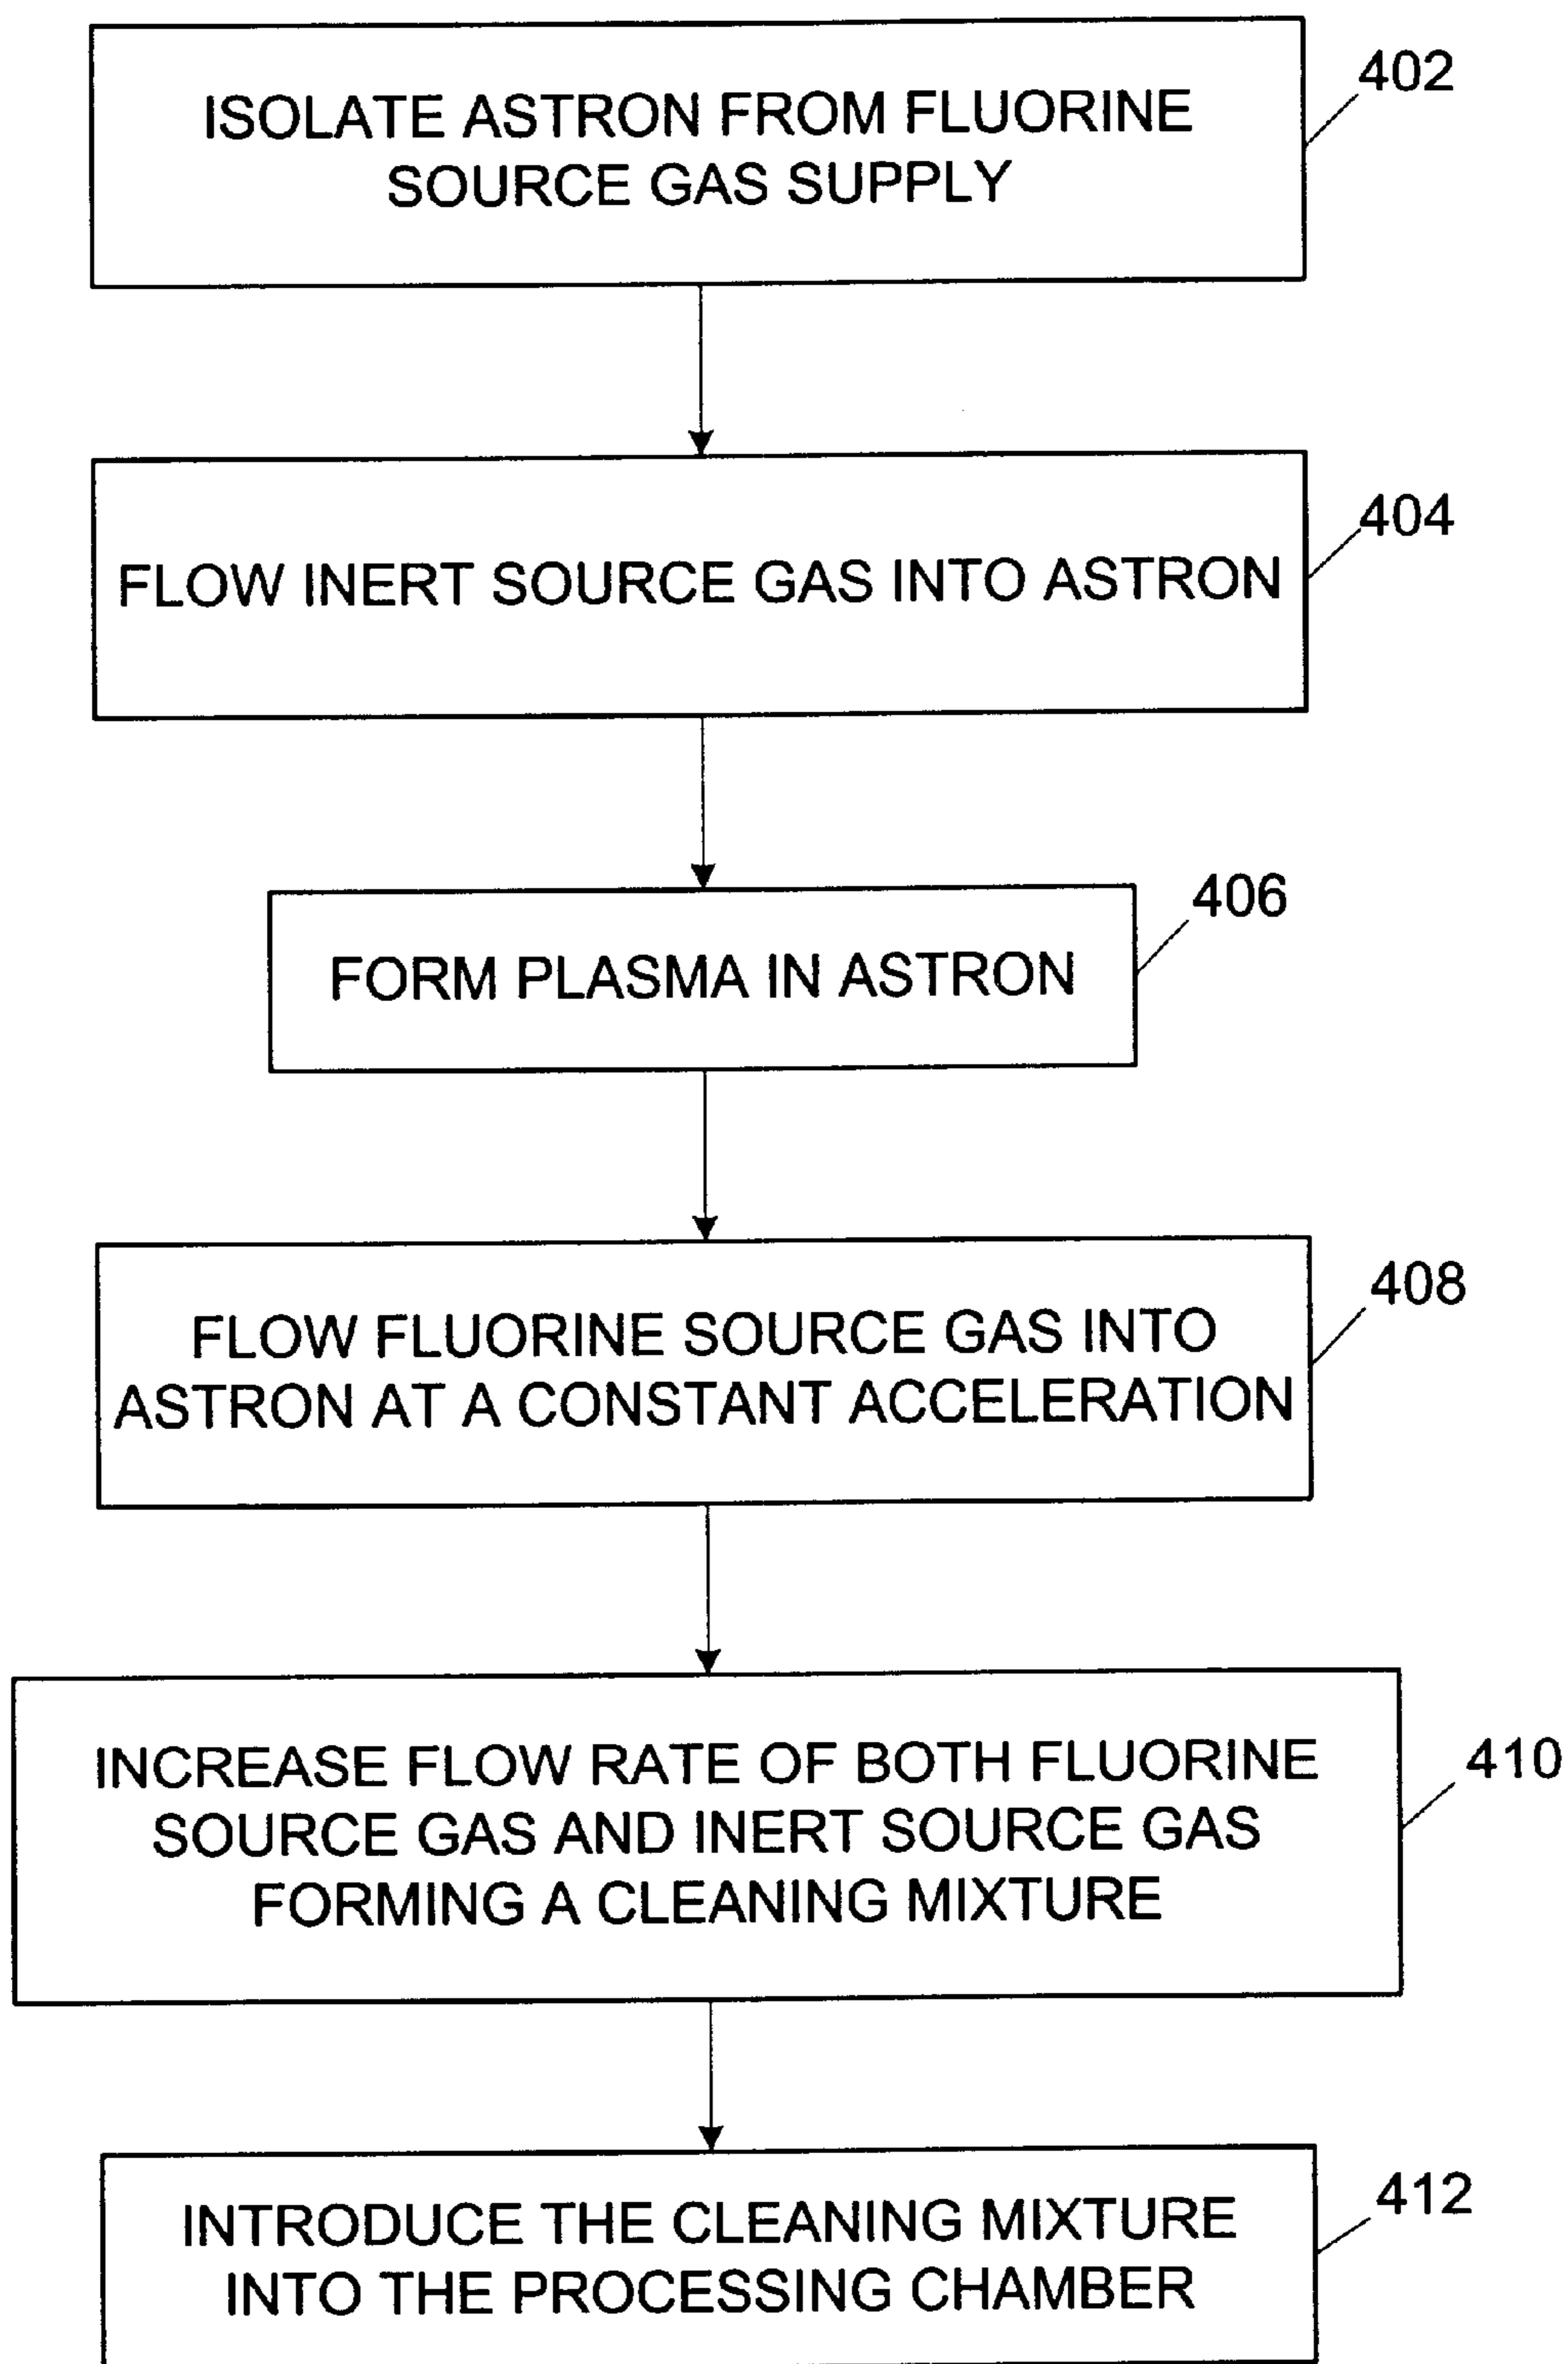 ISOLATE ASTRON FROM FLUORINE
SOURCE GAS SUPPLY
402
FLOW INERT SOURCE GAS INTO ASTRON
404
FORM PLASMA IN ASTRON
406
FLOW FLUORINE SOURCE GAS INTO
ASTRON AT A CONSTANT ACCELERATION
408
INCREASE FLOW RATE OF BOTH FLUORINE
SOURCE GAS AND INERT SOURCE GAS
FORMING A CLEANING MIXTURE
410
INTRODUCE THE CLEANING MIXTURE
INTO THE PROCESSING CHAMBER
412